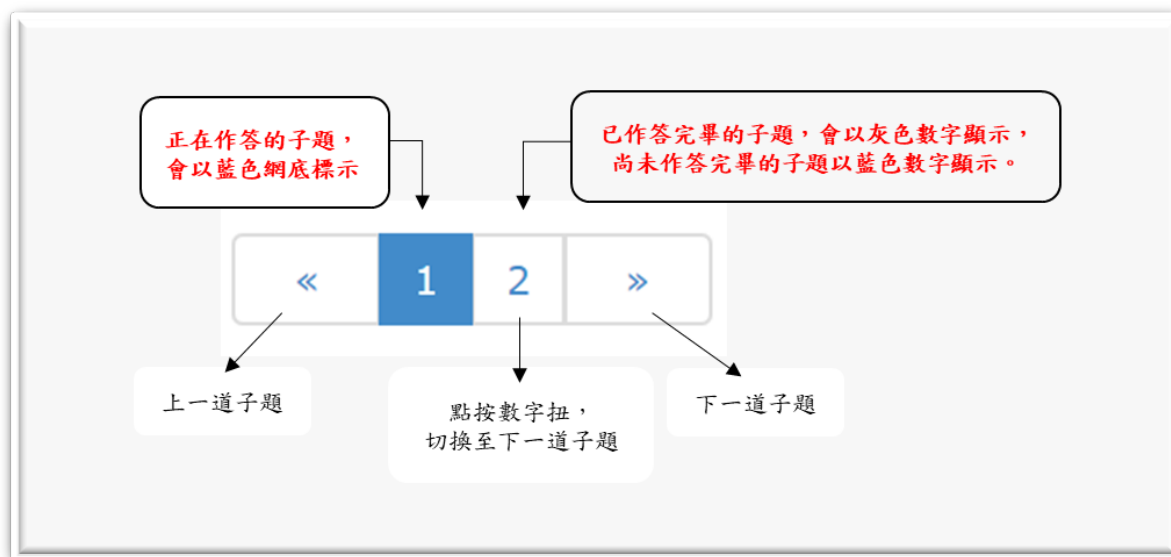 正在作答的子題，
會以藍色網底標示
已作答完畢的子題，會以灰色數字顯示，
尚未作答完畢的子題以藍色數字顯示。
« 1 2 »
上一道子題
點按數字扭，
切換至下一道子題
下一道子題